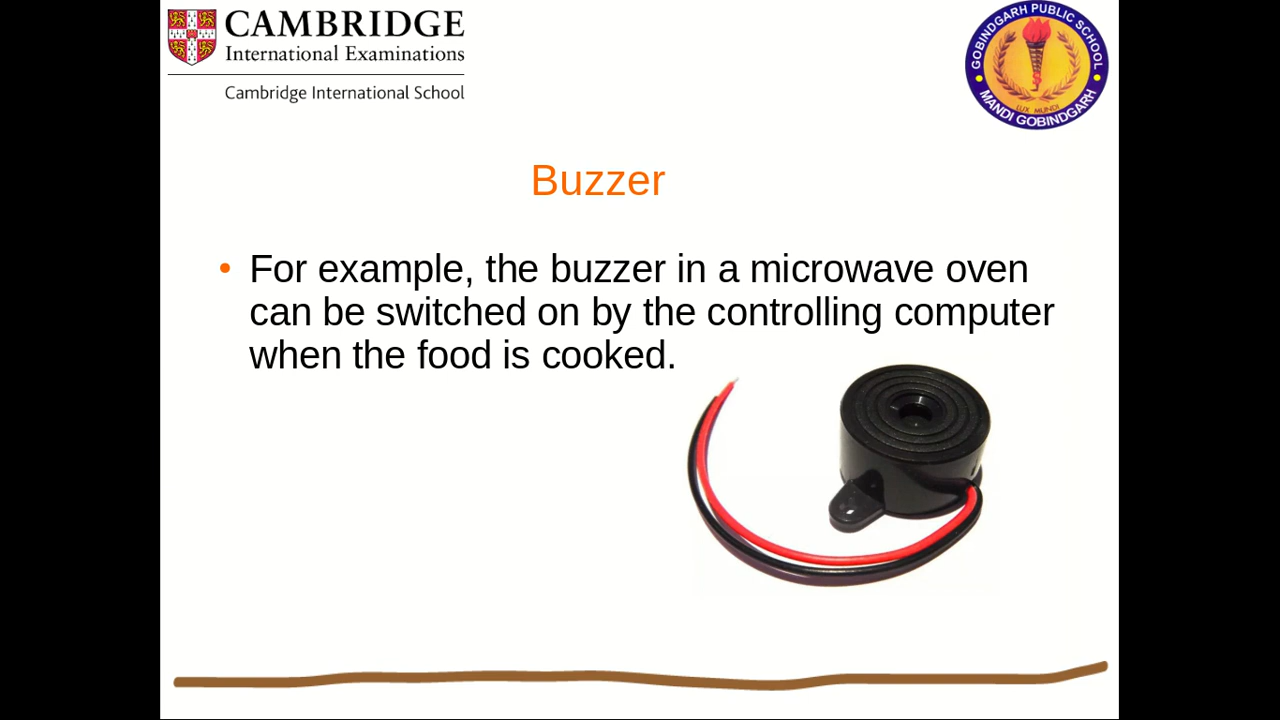 CAMBRIDGE
International Examinations
Cambridge International School
GOBINDGARH PUBLIC SCHOOL
LUX MUNDI
MANDI GOBINDGARH
Buzzer
• For example, the buzzer in a microwave oven
can be switched on by the controlling computer
when the food is cooked.